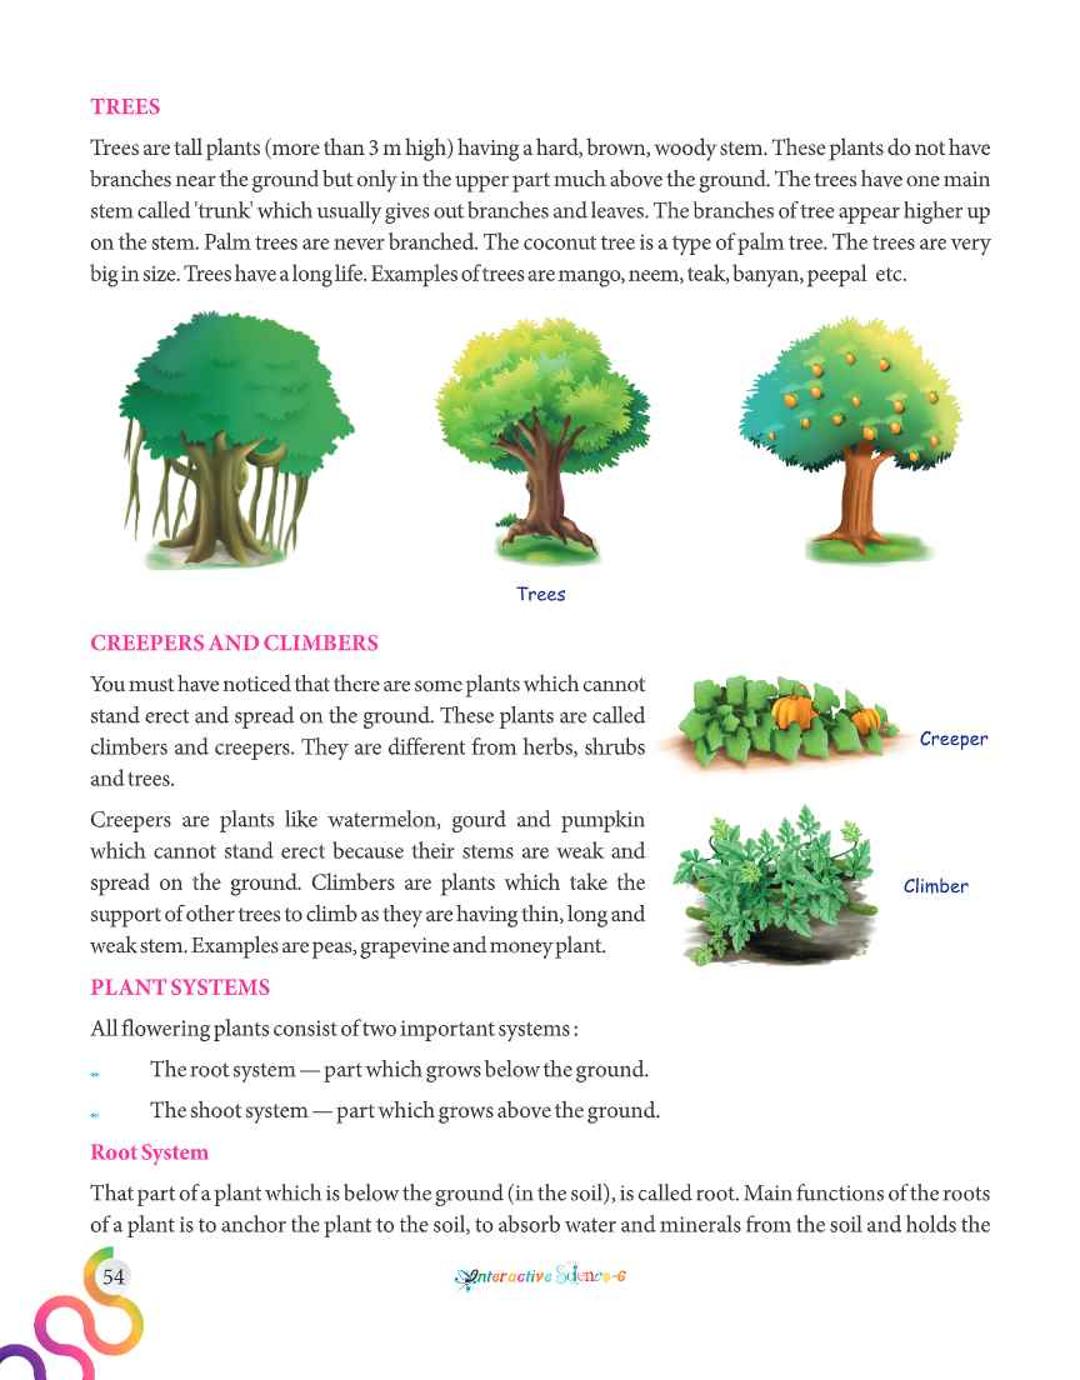 TREES
Trees are tall plants (more than 3 m high) having a hard, brown, woody stem. These plants do not have
branches near the ground but only in the upper part much above the ground. The trees have one main
stem called 'trunk' which usually gives out branches and leaves. The branches of tree appear higher up
on the stem. Palm trees are never branched. The coconut tree is a type of palm tree. The trees are very
big in size. Trees have a long life. Examples of trees are mango, neem, teak, banyan, peepal etc.
Trees
CREEPERS AND CLIMBERS
You must have noticed that there are some plants which cannot
stand erect and spread on the ground. These plants are called
climbers and creepers. They are different from herbs, shrubs
and trees.
Creeper
Creepers are plants like watermelon, gourd and pumpkin
which cannot stand erect because their stems are weak and
spread on the ground. Climbers are plants which take the
support of other trees to climb as they are having thin, long and
weak stem. Examples are peas, grapevine and money plant.
Climber
PLANT SYSTEMS
All flowering plants consist of two important systems :
The root system — part which grows below the ground.
The shoot system — part which grows above the ground.
Root System
That part of a plant which is below the ground (in the soil), is called root. Main functions of the roots
of a plant is to anchor the plant to the soil, to absorb water and minerals from the soil and holds the
54
Interactive Science-6